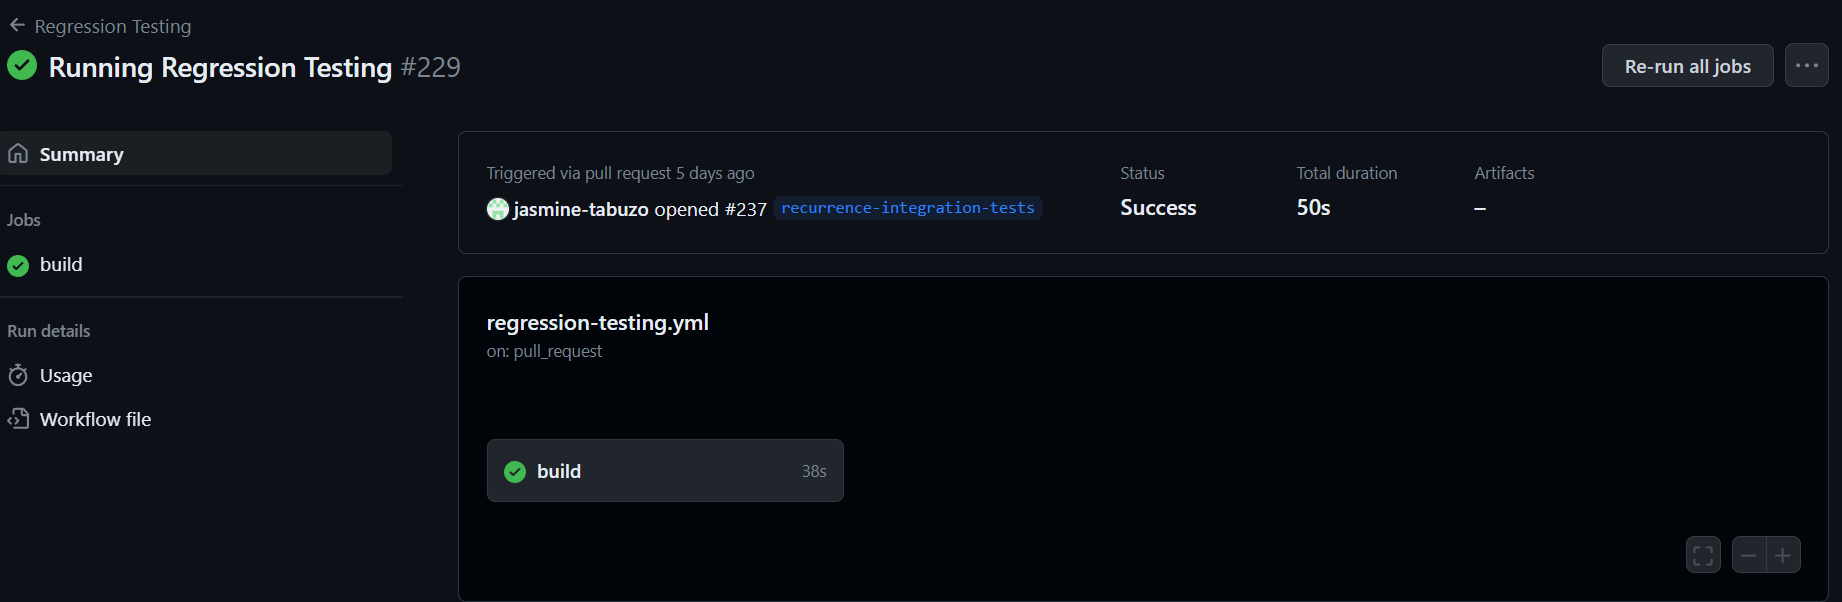 Regression Testing
Running Regression Testing #229
Re-run all jobs
Summary
Jobs
build
Run details
Usage
Workflow file
Triggered via pull request 5 days ago
jasmine-tabuzo opened #237 recurrence-integration-tests
Status
Success
Total duration
50s
Artifacts
–
regression-testing.yml
on: pull_request
build 38s